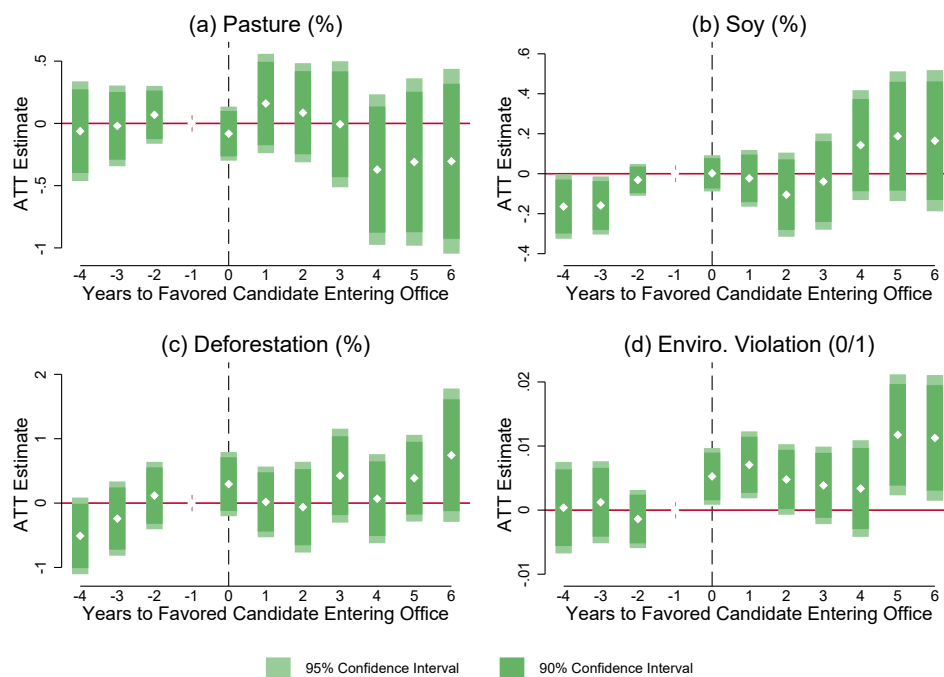 (a) Pasture (%)
ATT Estimate
.5
0
-.5
-1
-4 -3 -2 -1 0 1 2 3 4 5 6
Years to Favored Candidate Entering Office
(b) Soy (%)
ATT Estimate
.6
.4
.2
0
-.2
-.4
-4 -3 -2 -1 0 1 2 3 4 5 6
Years to Favored Candidate Entering Office
(c) Deforestation (%)
ATT Estimate
2
1
0
-1
-4 -3 -2 -1 0 1 2 3 4 5 6
Years to Favored Candidate Entering Office
(d) Enviro. Violation (0/1)
ATT Estimate
.02
.01
0
-.01
-4 -3 -2 -1 0 1 2 3 4 5 6
Years to Favored Candidate Entering Office
95% Confidence Interval
90% Confidence Interval